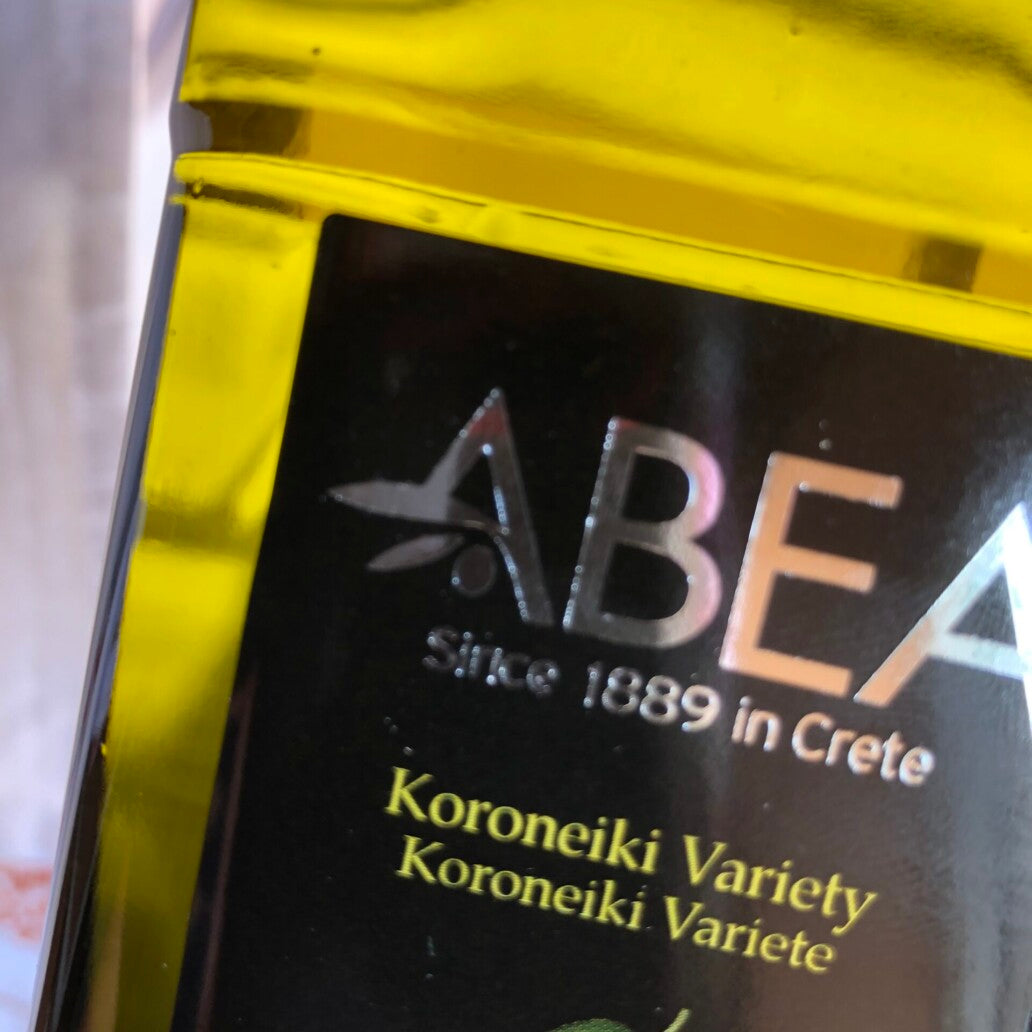 ABEA
Since 1889 in Crete
Koroneiki Variety
Koroneiki Variete